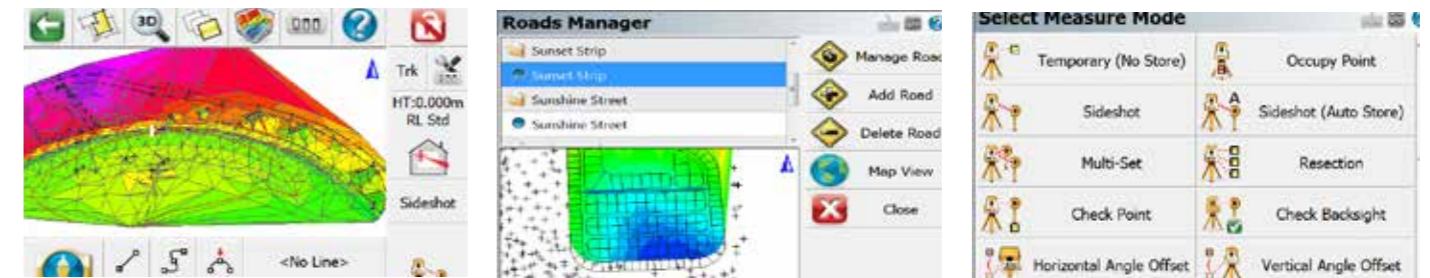 3D
Trk
HT:0.000m
RL Std
Sideshot
<No Line>
Roads Manager
Sunset Strip
Sunset Strip
Sunshine Street
Sunshine Street
Manage Road
Add Road
Delete Road
Map View
Close
Select Measure Mode
Temporary (No Store)
Occupy Point
Sideshot
Sideshot (Auto Store)
Multi-Set
Resection
Check Point
Check Backsight
Horizontal Angle Offset
Vertical Angle Offset